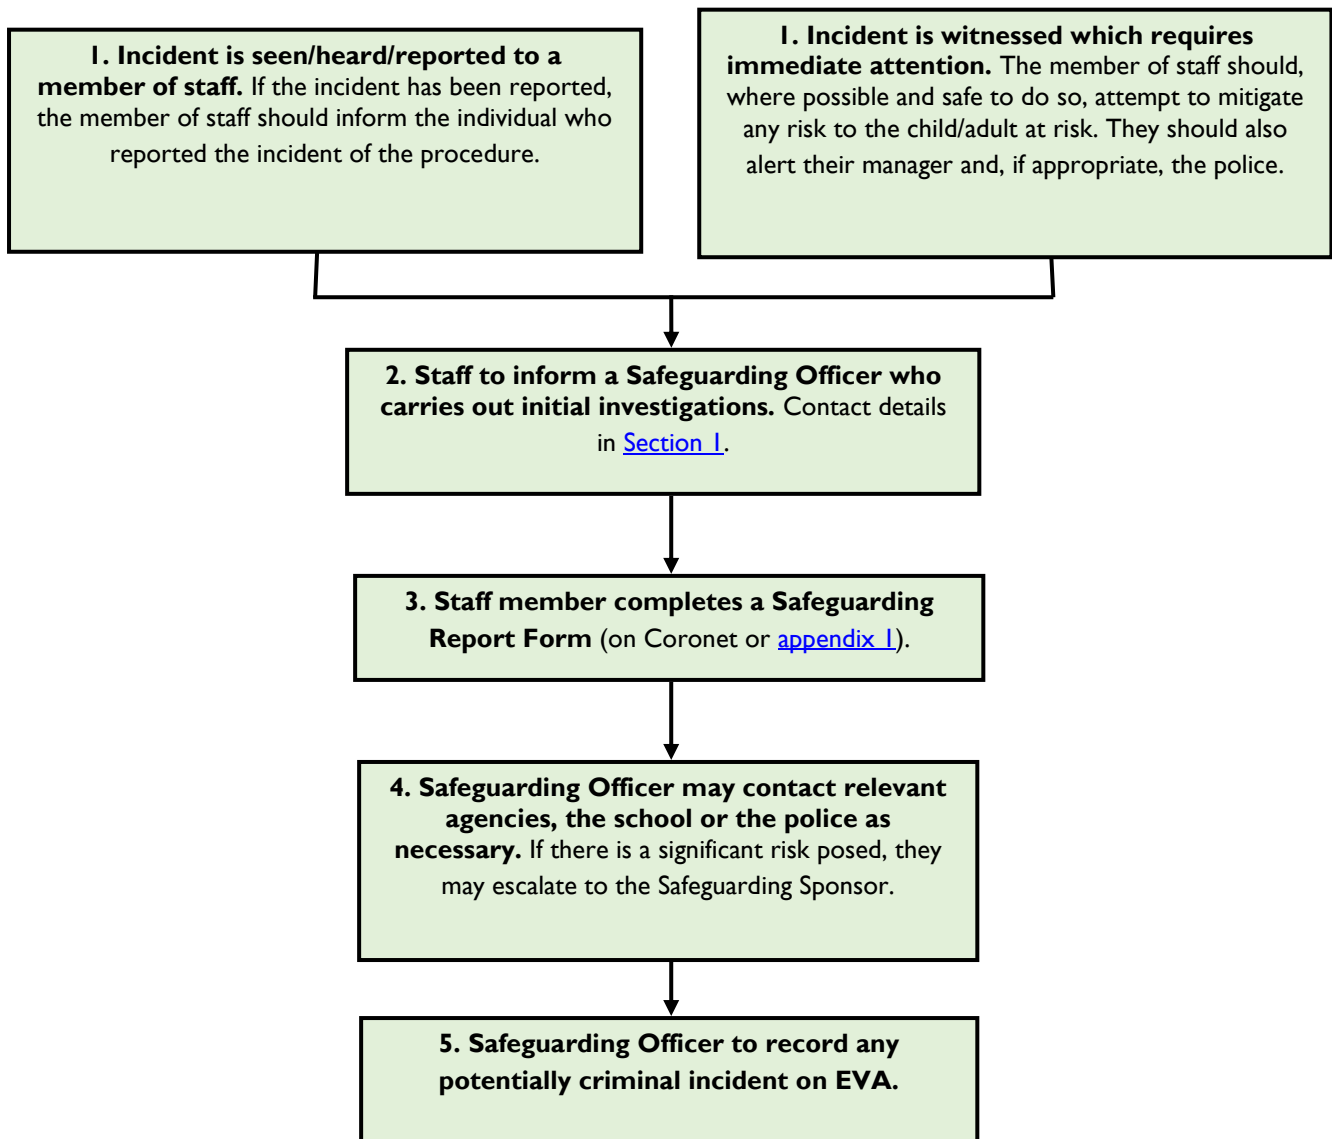 1. Incident is seen/heard/reported to a
member of staff. If the incident has been reported,
the member of staff should inform the individual who
reported the incident of the procedure.
1. Incident is witnessed which requires
immediate attention. The member of staff should,
where possible and safe to do so, attempt to mitigate
any risk to the child/adult at risk. They should also
alert their manager and, if appropriate, the police.
2. Staff to inform a Safeguarding Officer who
carries out initial investigations. Contact details
in Section 1.
3. Staff member completes a Safeguarding
Report Form (on Coronet or appendix 1).
4. Safeguarding Officer may contact relevant
agencies, the school or the police as
necessary. If there is a significant risk posed, they
may escalate to the Safeguarding Sponsor.
5. Safeguarding Officer to record any
potentially criminal incident on EVA.